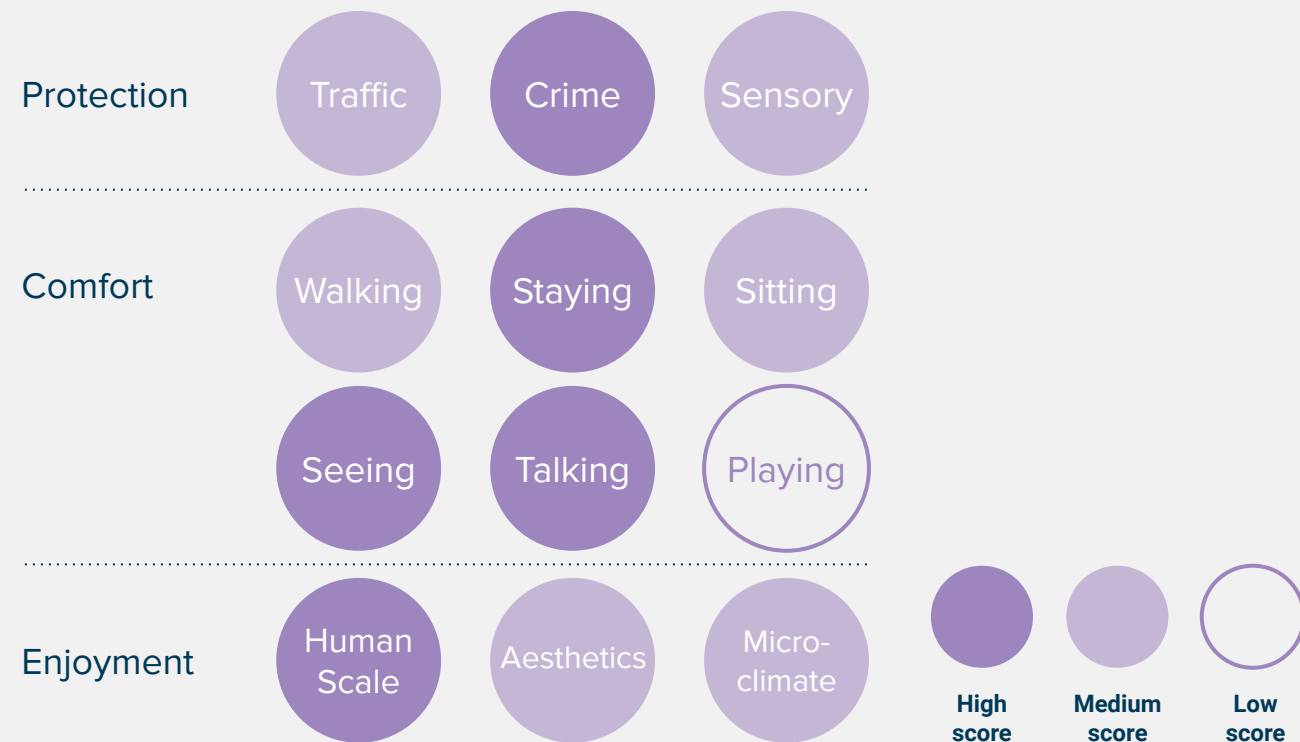 Protection
Traffic
Crime
Sensory
Comfort
Walking
Staying
Sitting
Seeing
Talking
Playing
Enjoyment
Human
Scale
Aesthetics
Micro-
climate
High
score
Medium
score
Low
score